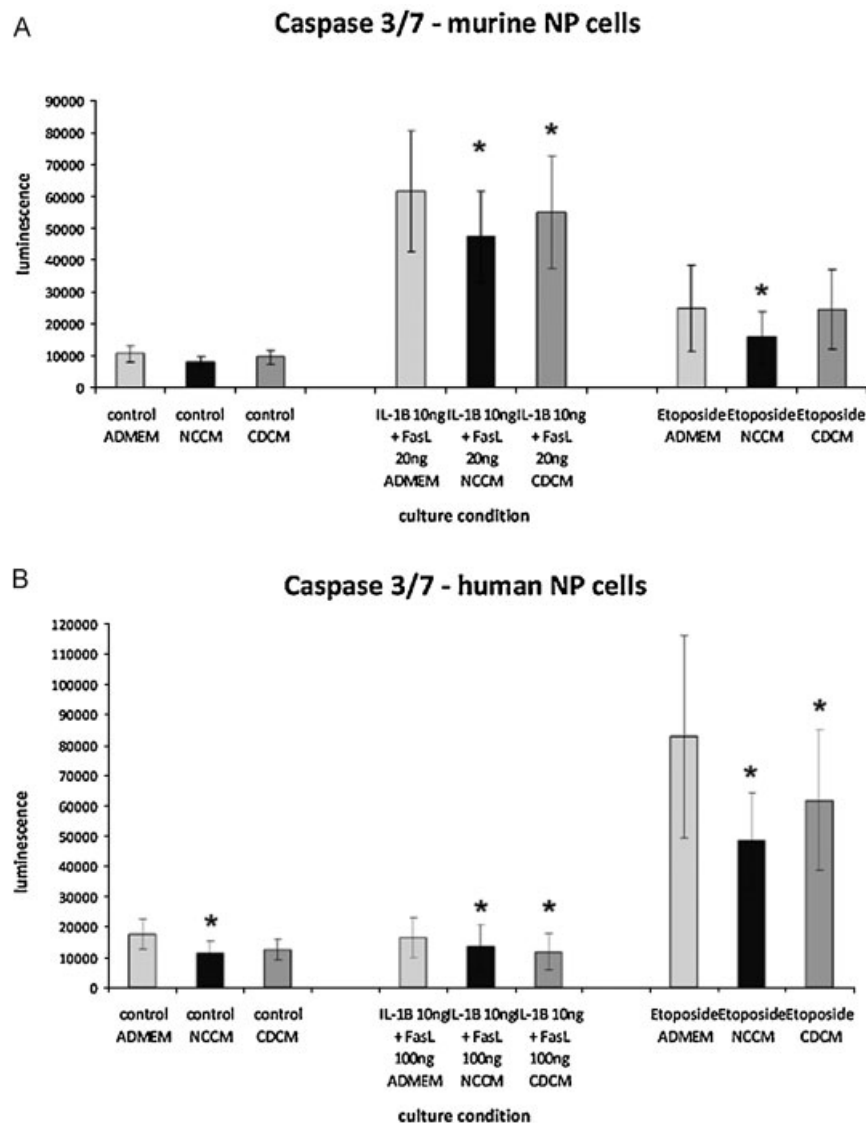 A
Caspase 3/7 - murine NP cells
90000
80000
70000
60000
50000
40000
30000
20000
10000
0
luminescence
*
*
*
control ADMEM
control NCCM
control CDCM
IL-1B 10ng + FasL 20ng ADMEM
IL-1B 10ng + FasL 20ng NCCM
IL-1B 10ng + FasL 20ng CDCM
Etoposide ADMEM
Etoposide NCCM
Etoposide CDCM
culture condition
B
Caspase 3/7 - human NP cells
120000
110000
100000
90000
80000
70000
60000
50000
40000
30000
20000
10000
0
luminescence
*
*
*
*
*
control ADMEM
control NCCM
control CDCM
IL-1B 10ng + FasL 100ng ADMEM
IL-1B 10ng + FasL 100ng NCCM
IL-1B 10ng + FasL 100ng CDCM
Etoposide ADMEM
Etoposide NCCM
Etoposide CDCM
culture condition